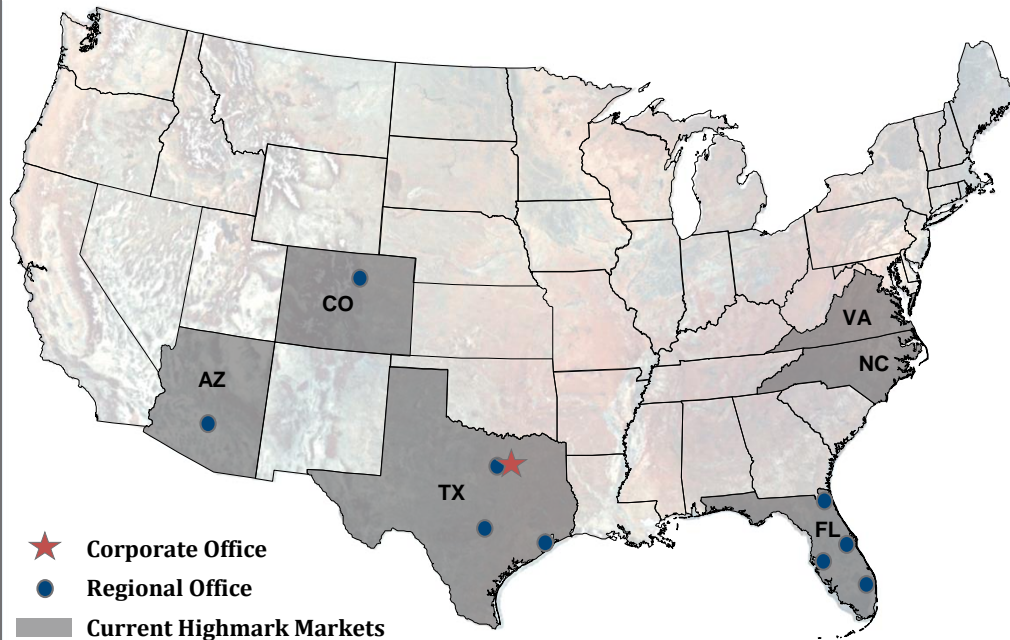 CO
VA
NC
AZ
TX
FL
Corporate Office
Regional Office
Current Highmark Markets